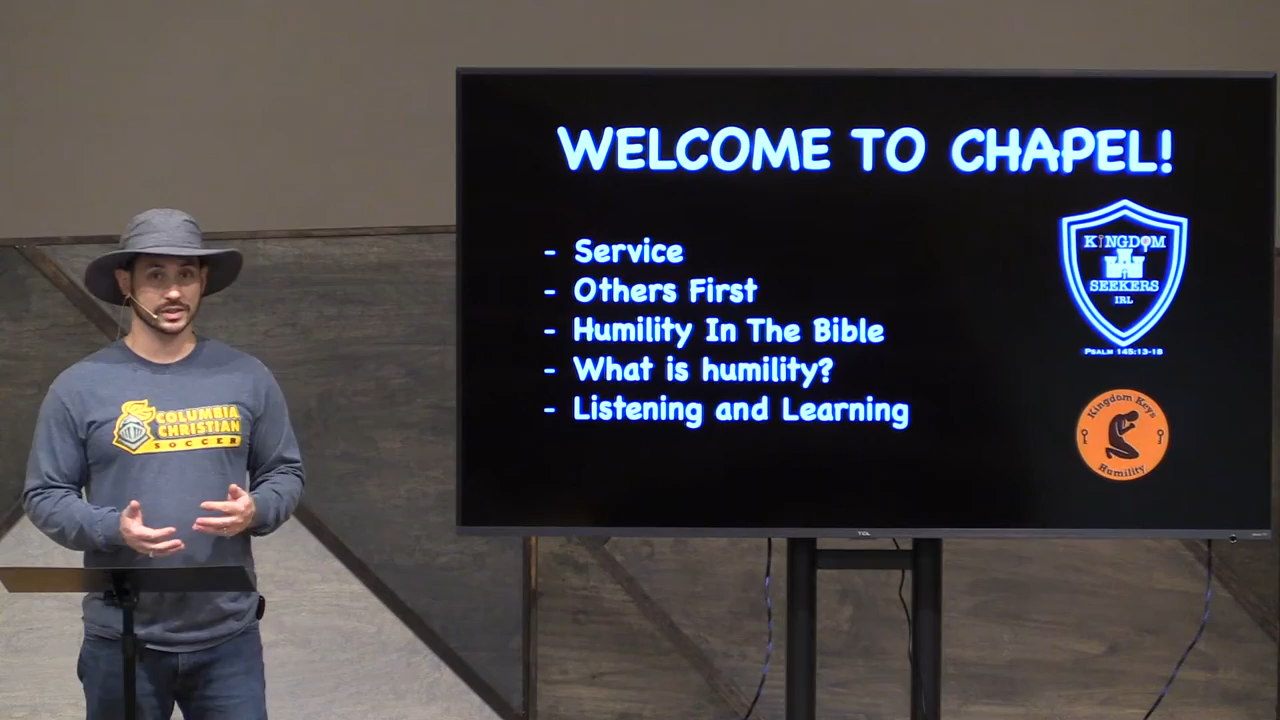 WELCOME TO CHAPEL!
- Service
- Others First
- Humility In The Bible
- What is humility?
- Listening and Learning
KINGDOM
SEEKERS
IRL
PSALM 145:13-18
Kingdom Keys
Humility
COLUMBIA
CHRISTIAN
SOCCER
TCL